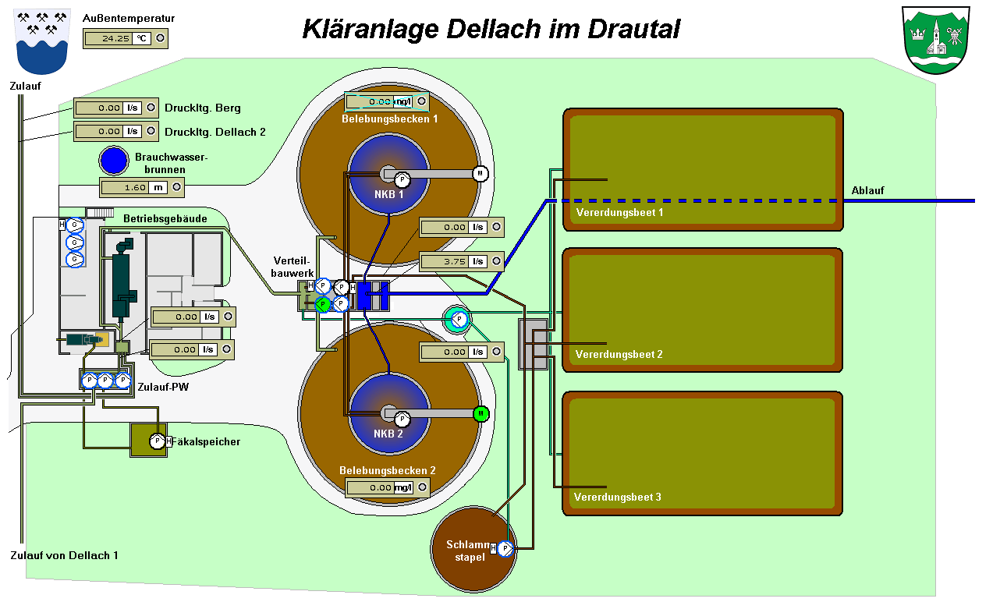 Kläranlage Dellach im Drautal
Außentemperatur
24.25 °C
Zulauf
0.00 l/s Druckltg. Berg
0.00 l/s Druckltg. Dellach 2
Brauchwasser-
brunnen
1.60 m
0.00 mg/l
Belebungsbecken 1
M
P
NKB 1
Ablauf
Vererdungsbeet 1
Betriebsgebäude
H G
G
G
0.00 l/s
3.75 l/s
Verteil-
bauwerk
H P P H
P P
0.00 l/s
P
0.00 l/s
0.00 l/s
Vererdungsbeet 2
P P P
Zulauf-PW
M
P
NKB 2
P H Fäkalspeicher
Belebungsbecken 2
0.00 mg/l
Vererdungsbeet 3
Schlamm
stapel
H P
Zulauf von Dellach 1